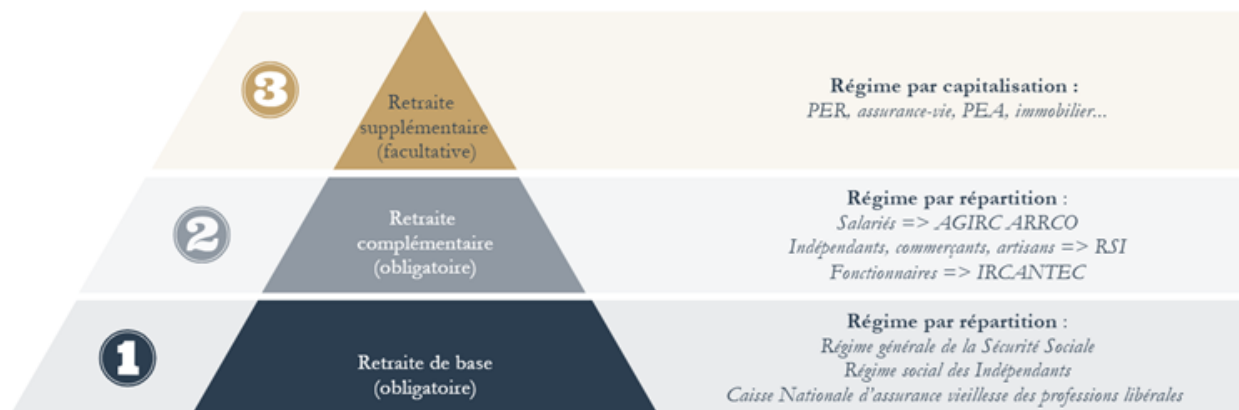 3
Retraite
supplémentaire
(facultative)
Régime par capitalisation :
PER, assurance-vie, PEA, immobilier...
2
Retraite
complémentaire
(obligatoire)
Régime par répartition :
Salariés => AGIRC ARRCO
Indépendants, commerçants, artisans => RSI
Fonctionnaires => IRCANTEC
1
Retraite de base
(obligatoire)
Régime par répartition :
Régime générale de la Sécurité Sociale
Régime social des Indépendants
Caisse Nationale d'assurance vieillesse des professions libérales